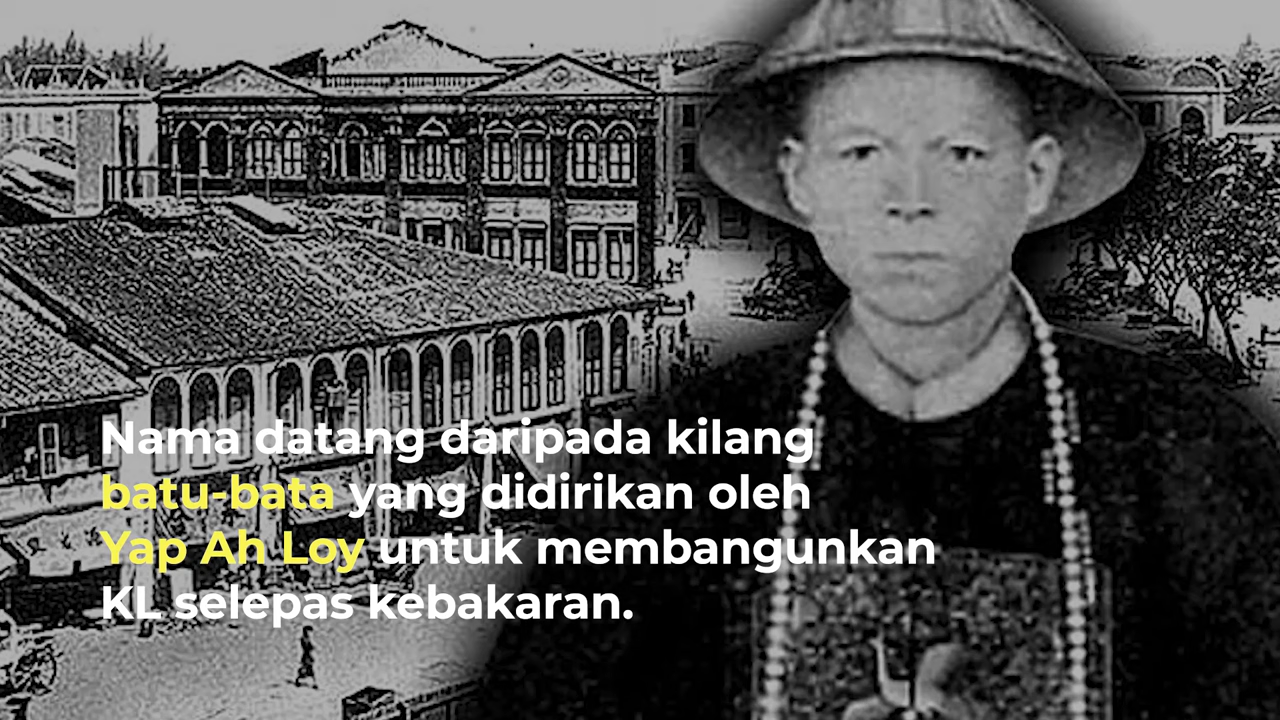 Nama datang daripada kilang
batu-bata yang didirikan oleh
Yap Ah Loy untuk membangunkan
KL selepas kebakaran.